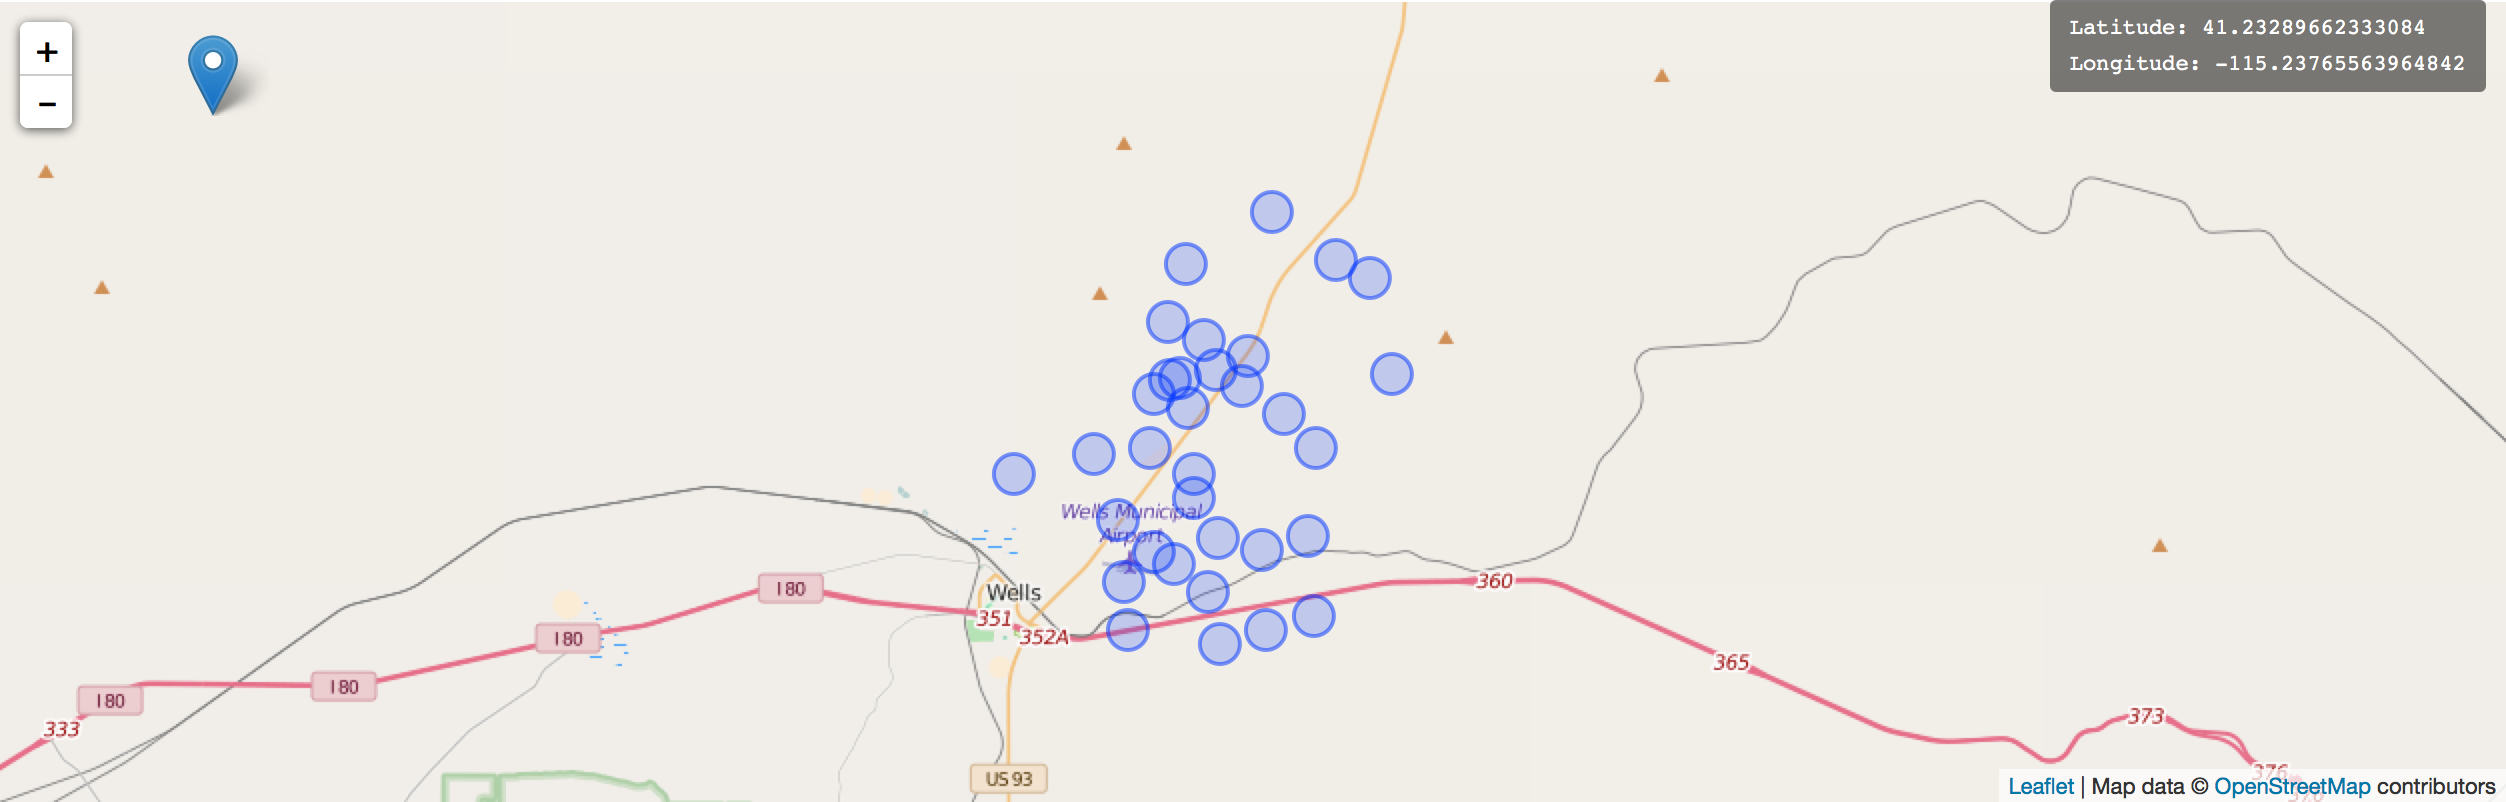 +
−
Latitude: 41.23289662333084
Longitude: -115.23765563964842
Wells Municipal
Airport
Wells
351
352A
360
I 80
I 80
I 80
I 80
333
365
373
376
US 93
Leaflet | Map data © OpenStreetMap contributors